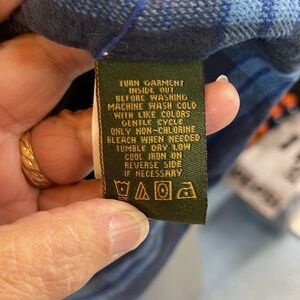 TURN GARMENT
INSIDE OUT
BEFORE WASHING
MACHINE WASH COLD
WITH LIKE COLORS
GENTLE CYCLE
ONLY NON-CHLORINE
BLEACH WHEN NEEDED
TUMBLE DRY LOW
COOL IRON ON
REVERSE SIDE
IF NECESSARY